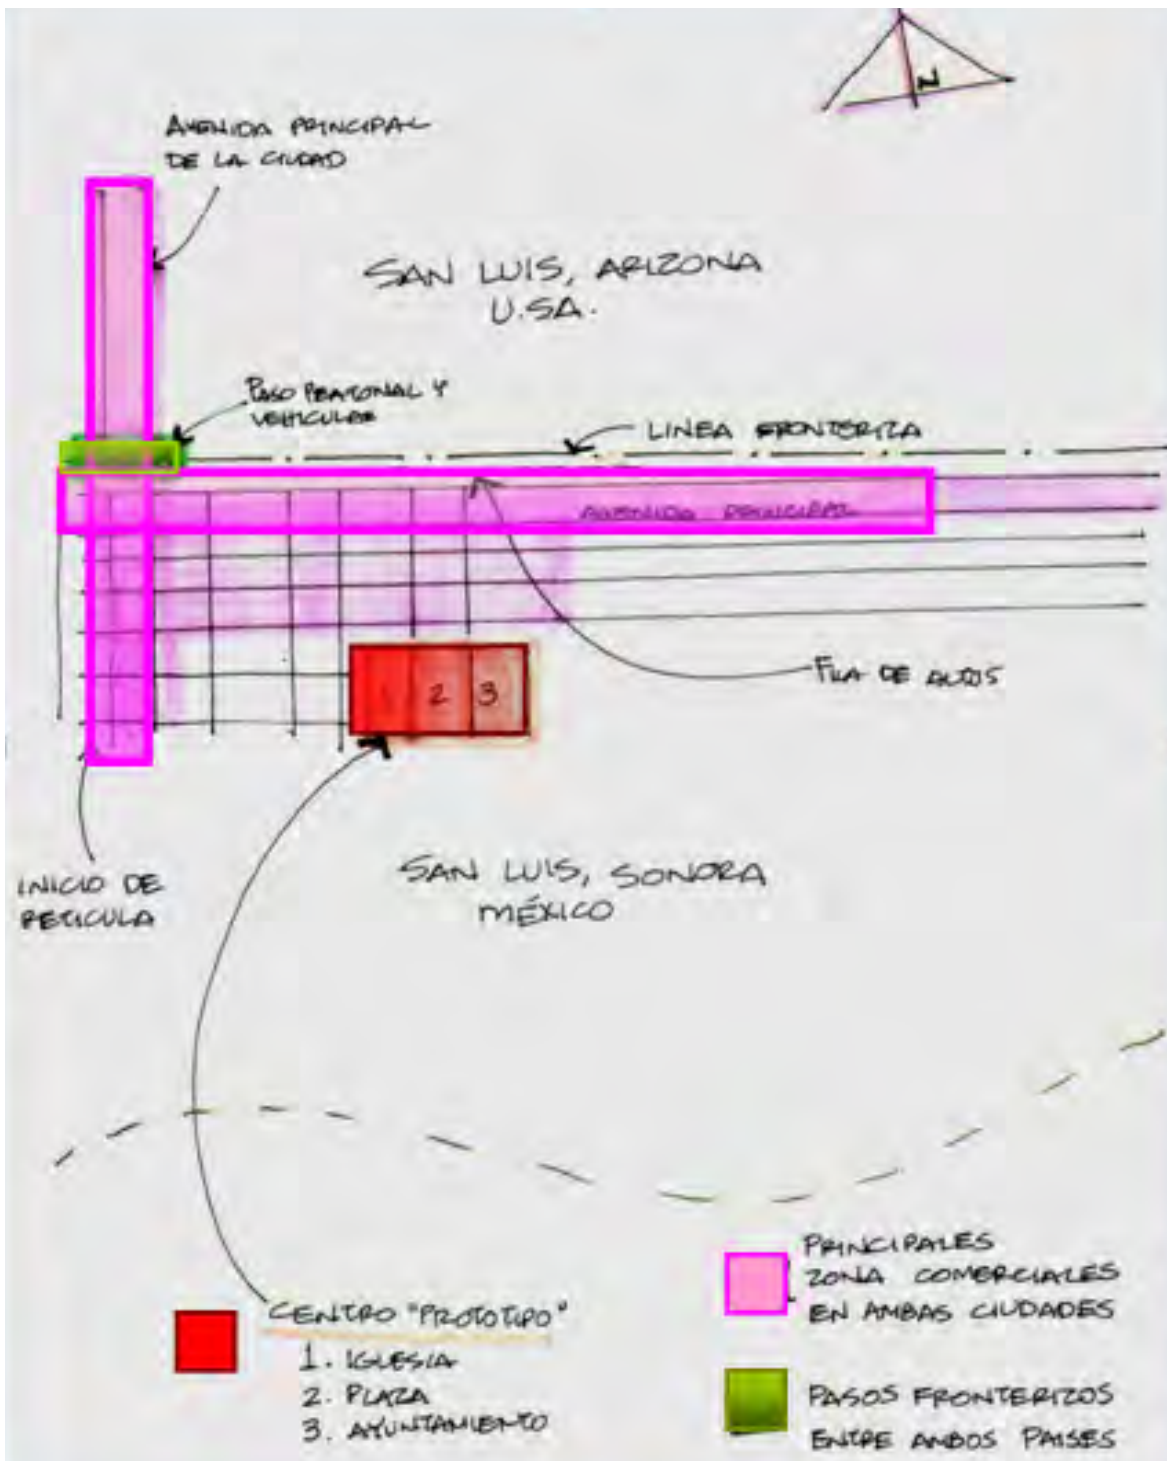 N
AVENIDA PRINCIPAL
DE LA CIUDAD
SAN LUIS, ARIZONA
U.SA.
PASO PEATONAL Y
VEHICULAR
LINEA FRONTERIZA
AVENIDA PRINCIPAL
1 2 3
FILA DE AUTOS
INICIO DE
RETICULA
SAN LUIS, SONORA
MÉXICO
CENTRO "PROTOTIPO"
1. IGLESIA
2. PLAZA
3. AYUNTAMIENTO
PRINCIPALES
ZONA COMERCIALES
EN AMBAS CIUDADES
PASOS FRONTERIZOS
ENTRE AMBOS PAISES